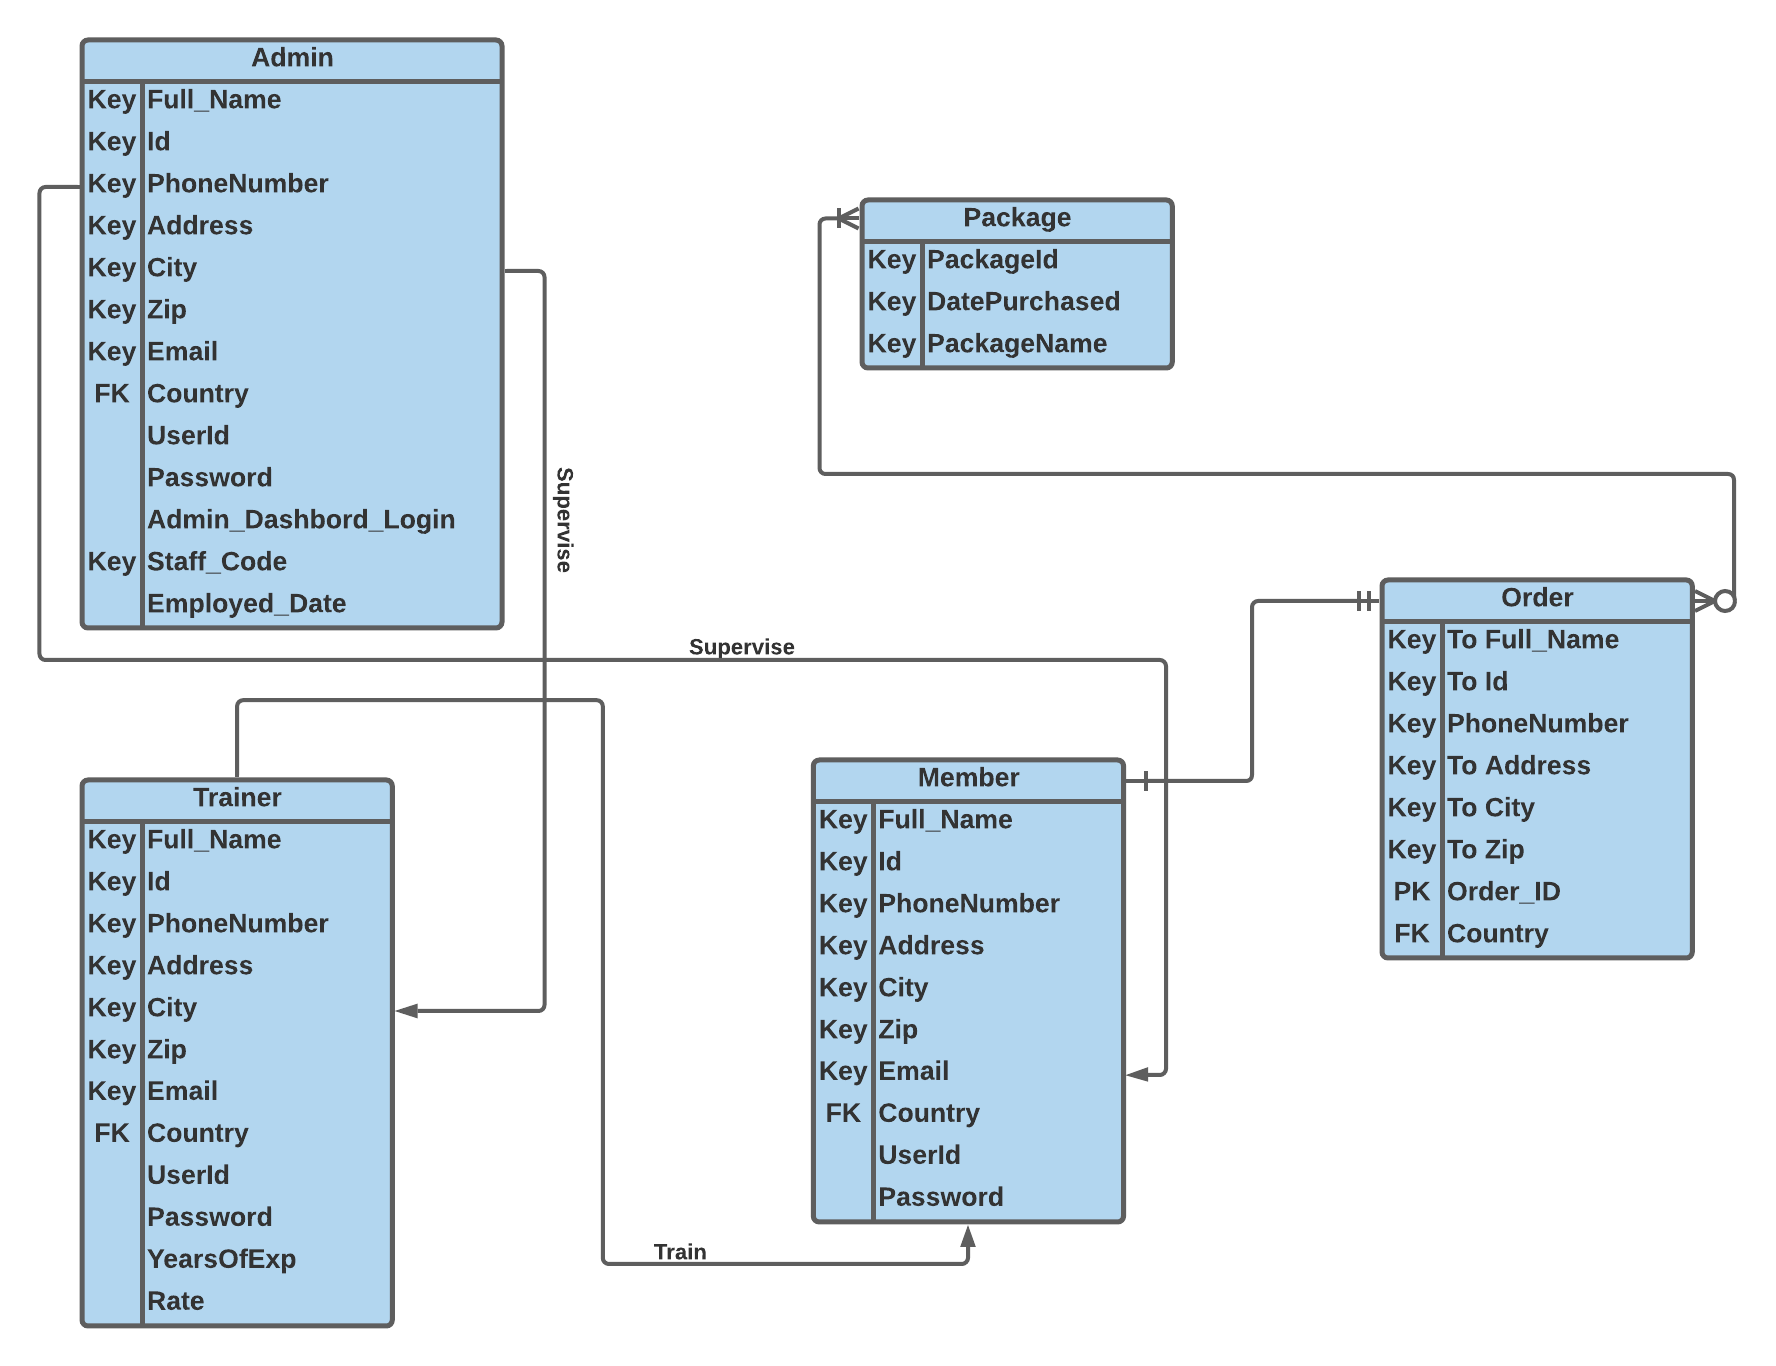 Admin
Key Full_Name
Key Id
Key PhoneNumber
Key Address
Key City
Key Zip
Key Email
FK Country
UserId
Password
Admin_Dashbord_Login
Key Staff_Code
Employed_Date
Supervise
Package
Key PackageId
Key DatePurchased
Key PackageName
Supervise
Order
Key To Full_Name
Key To Id
Key PhoneNumber
Key To Address
Key To City
Key To Zip
PK Order_ID
FK Country
Trainer
Key Full_Name
Key Id
Key PhoneNumber
Key Address
Key City
Key Zip
Key Email
FK Country
UserId
Password
YearsOfExp
Rate
Train
Member
Key Full_Name
Key Id
Key PhoneNumber
Key Address
Key City
Key Zip
Key Email
FK Country
UserId
Password